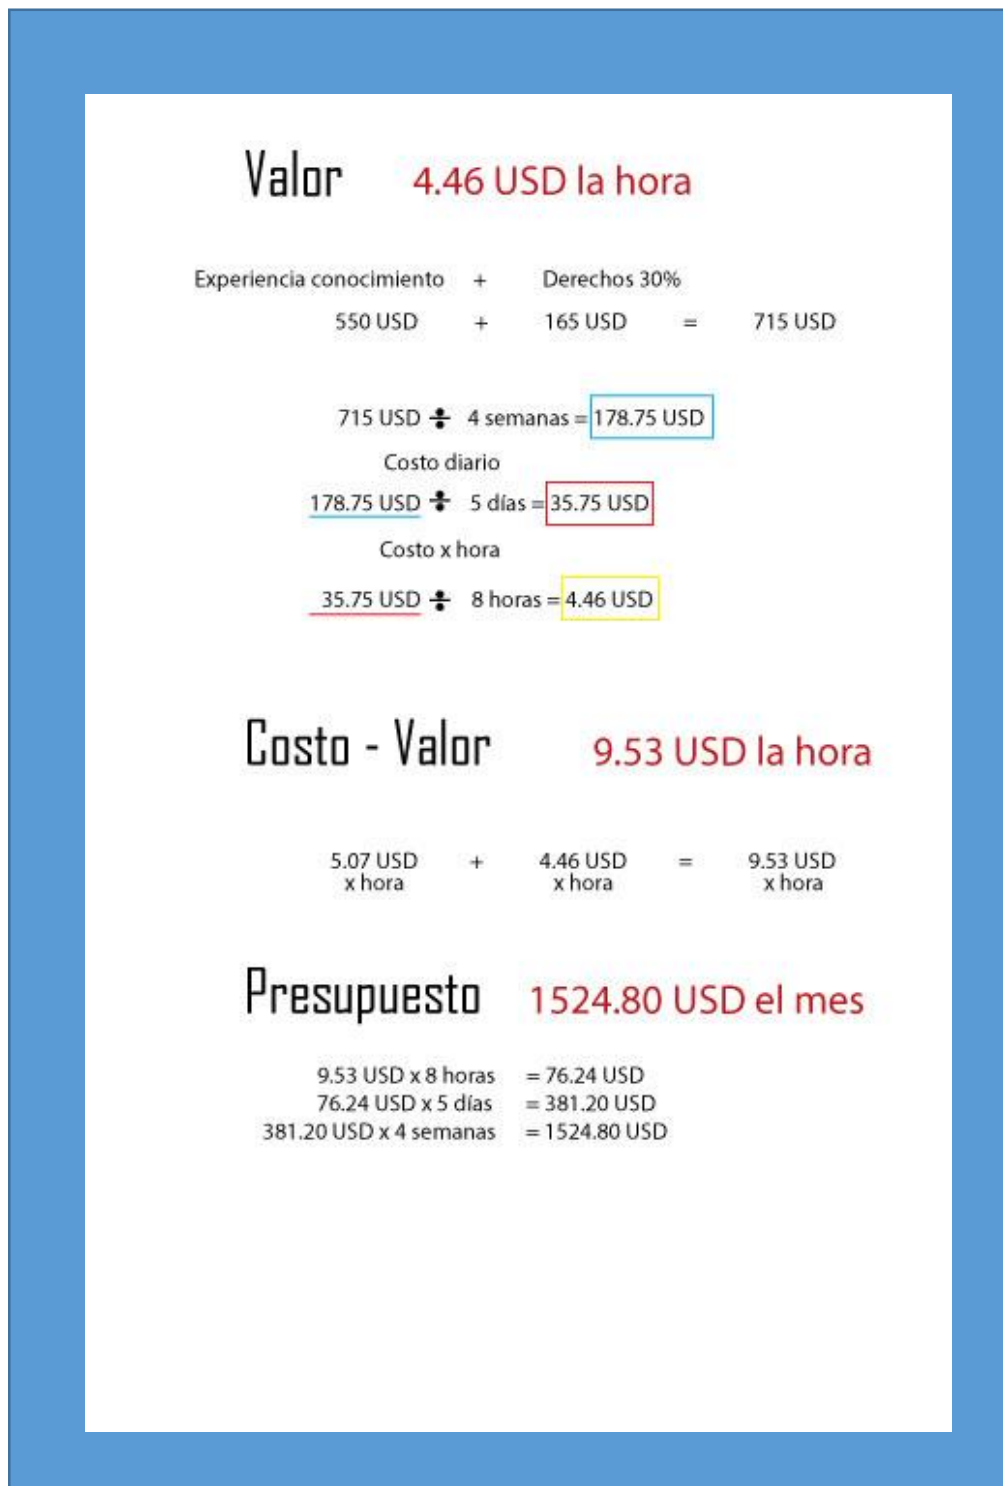 Valor 4.46 USD la hora
Experiencia conocimiento + Derechos 30%
550 USD + 165 USD = 715 USD
715 USD ÷ 4 semanas = 178.75 USD
Costo diario
178.75 USD ÷ 5 días = 35.75 USD
Costo x hora
35.75 USD ÷ 8 horas = 4.46 USD
Costo - Valor 9.53 USD la hora
5.07 USD + 4.46 USD = 9.53 USD
x hora x hora x hora
Presupuesto 1524.80 USD el mes
9.53 USD x 8 horas = 76.24 USD
76.24 USD x 5 días = 381.20 USD
381.20 USD x 4 semanas = 1524.80 USD